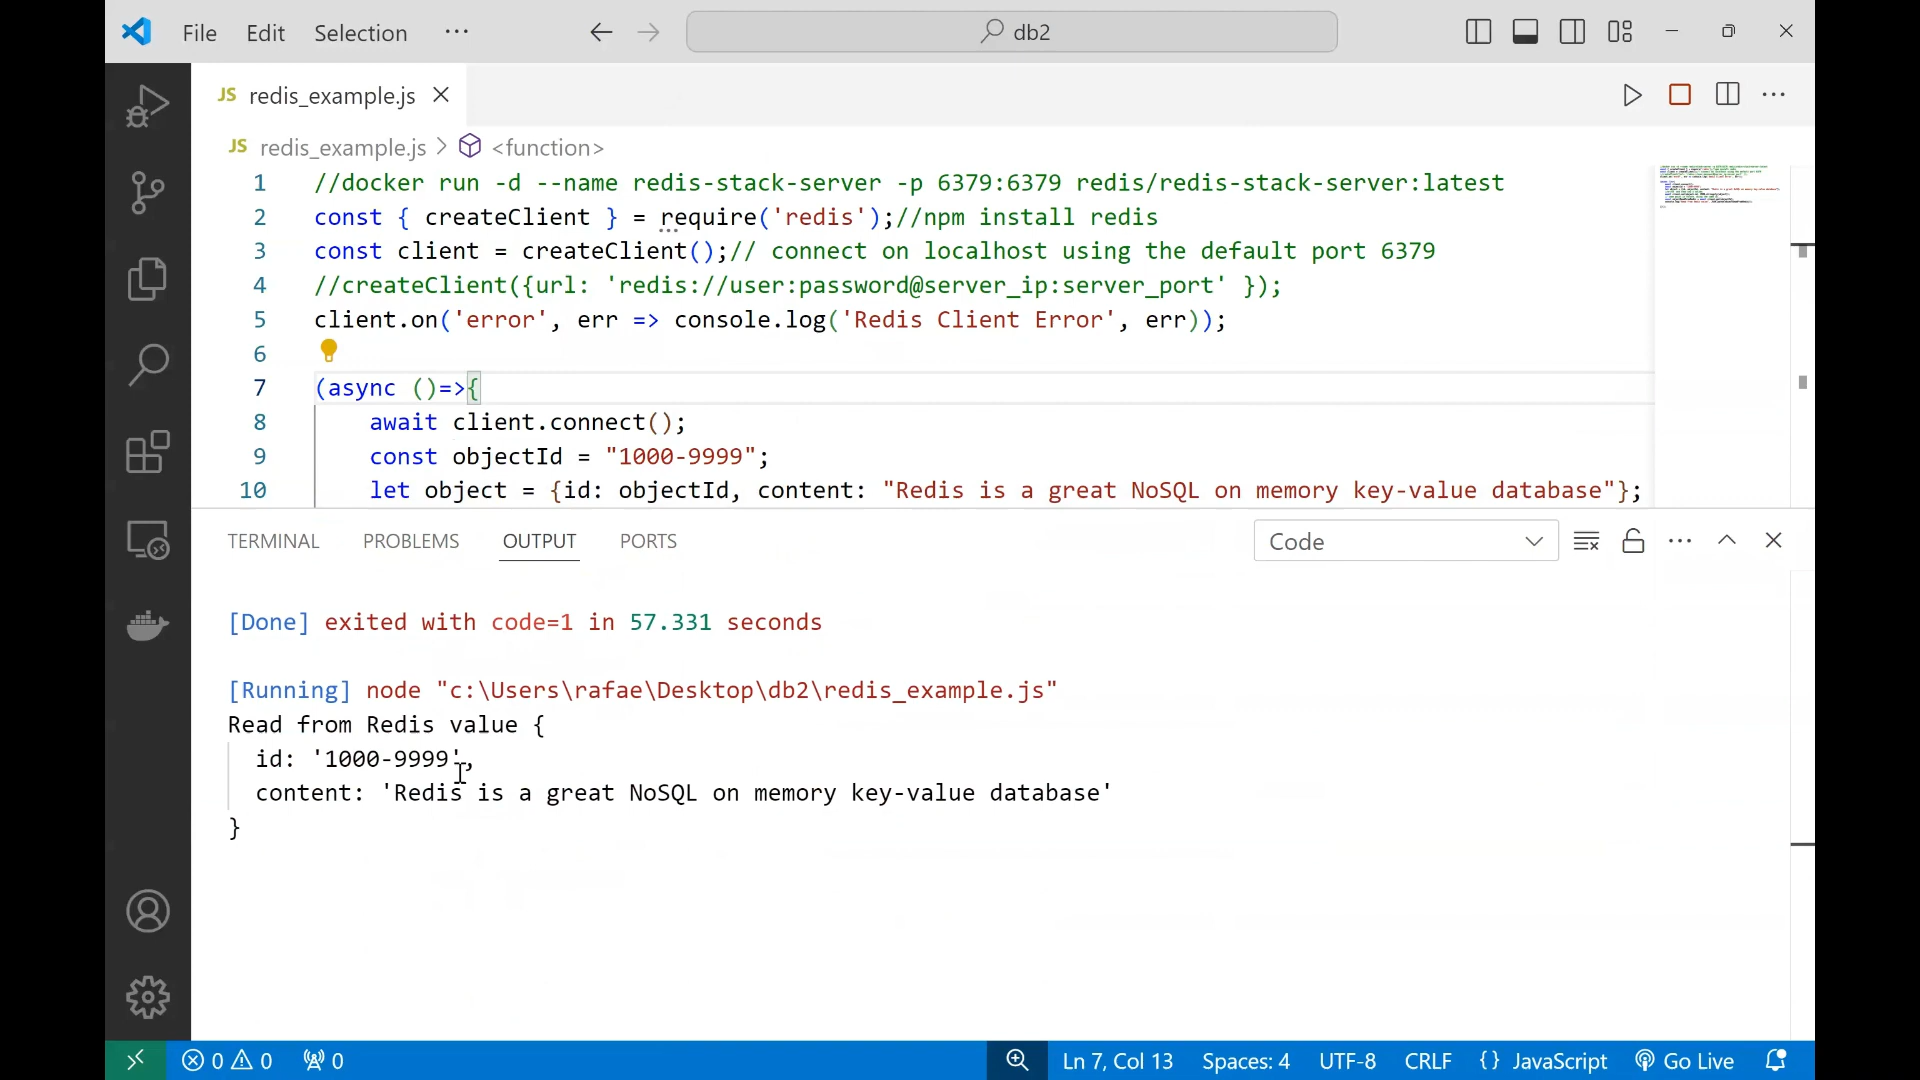 File Edit Selection ··· db2
JS redis_example.js
JS redis_example.js > <function>
1 //docker run -d --name redis-stack-server -p 6379:6379 redis/redis-stack-server:latest
2 const { createClient } = require('redis');//npm install redis
3 const client = createClient();// connect on localhost using the default port 6379
4 //createClient({url: 'redis://user:password@server_ip:server_port' });
5 client.on('error', err => console.log('Redis Client Error', err));
6
7 (async ()=>{
8 await client.connect();
9 const objectId = "1000-9999";
10 let object = {id: objectId, content: "Redis is a great NoSQL on memory key-value database"};
TERMINAL PROBLEMS OUTPUT PORTS Code
[Done] exited with code=1 in 57.331 seconds
[Running] node "c:\Users\rafae\Desktop\db2\redis_example.js"
Read from Redis value {
id: '1000-9999',
content: 'Redis is a great NoSQL on memory key-value database'
}
0 0 0 Ln 7, Col 13 Spaces: 4 UTF-8 CRLF {} JavaScript Go Live